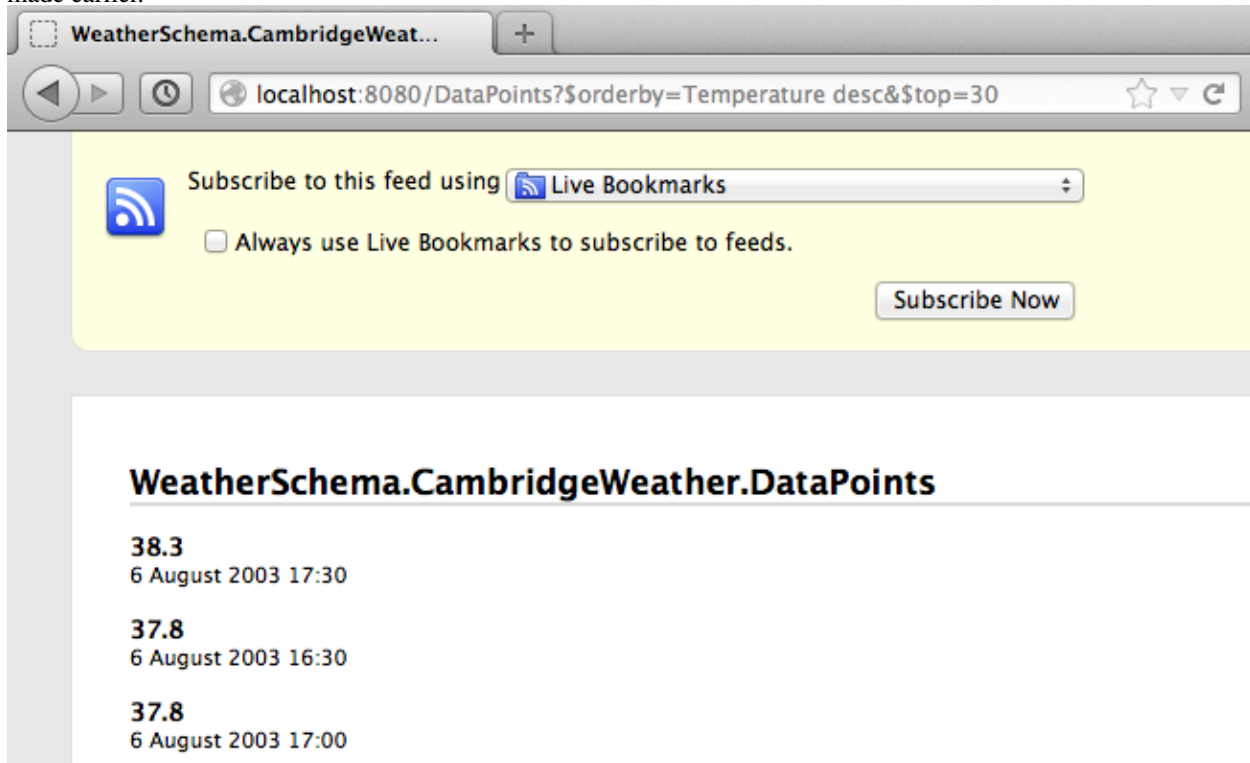 made earlier.
WeatherSchema.CambridgeWeat...
localhost:8080/DataPoints?$orderby=Temperature desc&$top=30
Subscribe to this feed using Live Bookmarks
Always use Live Bookmarks to subscribe to feeds.
Subscribe Now
WeatherSchema.CambridgeWeather.DataPoints
38.3
6 August 2003 17:30
37.8
6 August 2003 16:30
37.8
6 August 2003 17:00